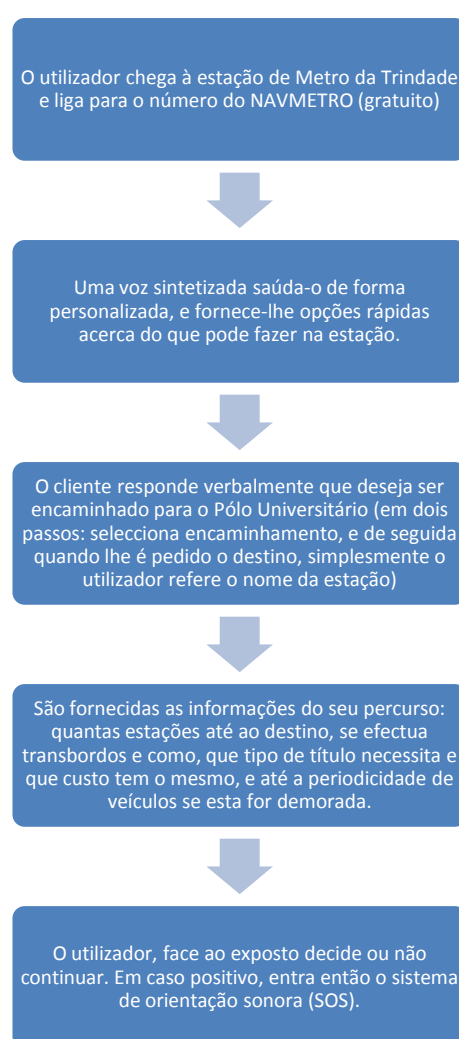 O utilizador chega à estação de Metro da Trindade
e liga para o número do NAVMETRO (gratuito)
Uma voz sintetizada saúda-o de forma
personalizada, e fornece-lhe opções rápidas
acerca do que pode fazer na estação.
O cliente responde verbalmente que deseja ser
encaminhado para o Pólo Universitário (em dois
passos: selecciona encaminhamento, e de seguida
quando lhe é pedido o destino, simplesmente o
utilizador refere o nome da estação)
São fornecidas as informações do seu percurso:
quantas estações até ao destino, se efectua
transbordos e como, que tipo de título necessita e
que custo tem o mesmo, e até a periodicidade de
veículos se esta for demorada.
O utilizador, face ao exposto decide ou não
continuar. Em caso positivo, entra então o sistema
de orientação sonora (SOS).